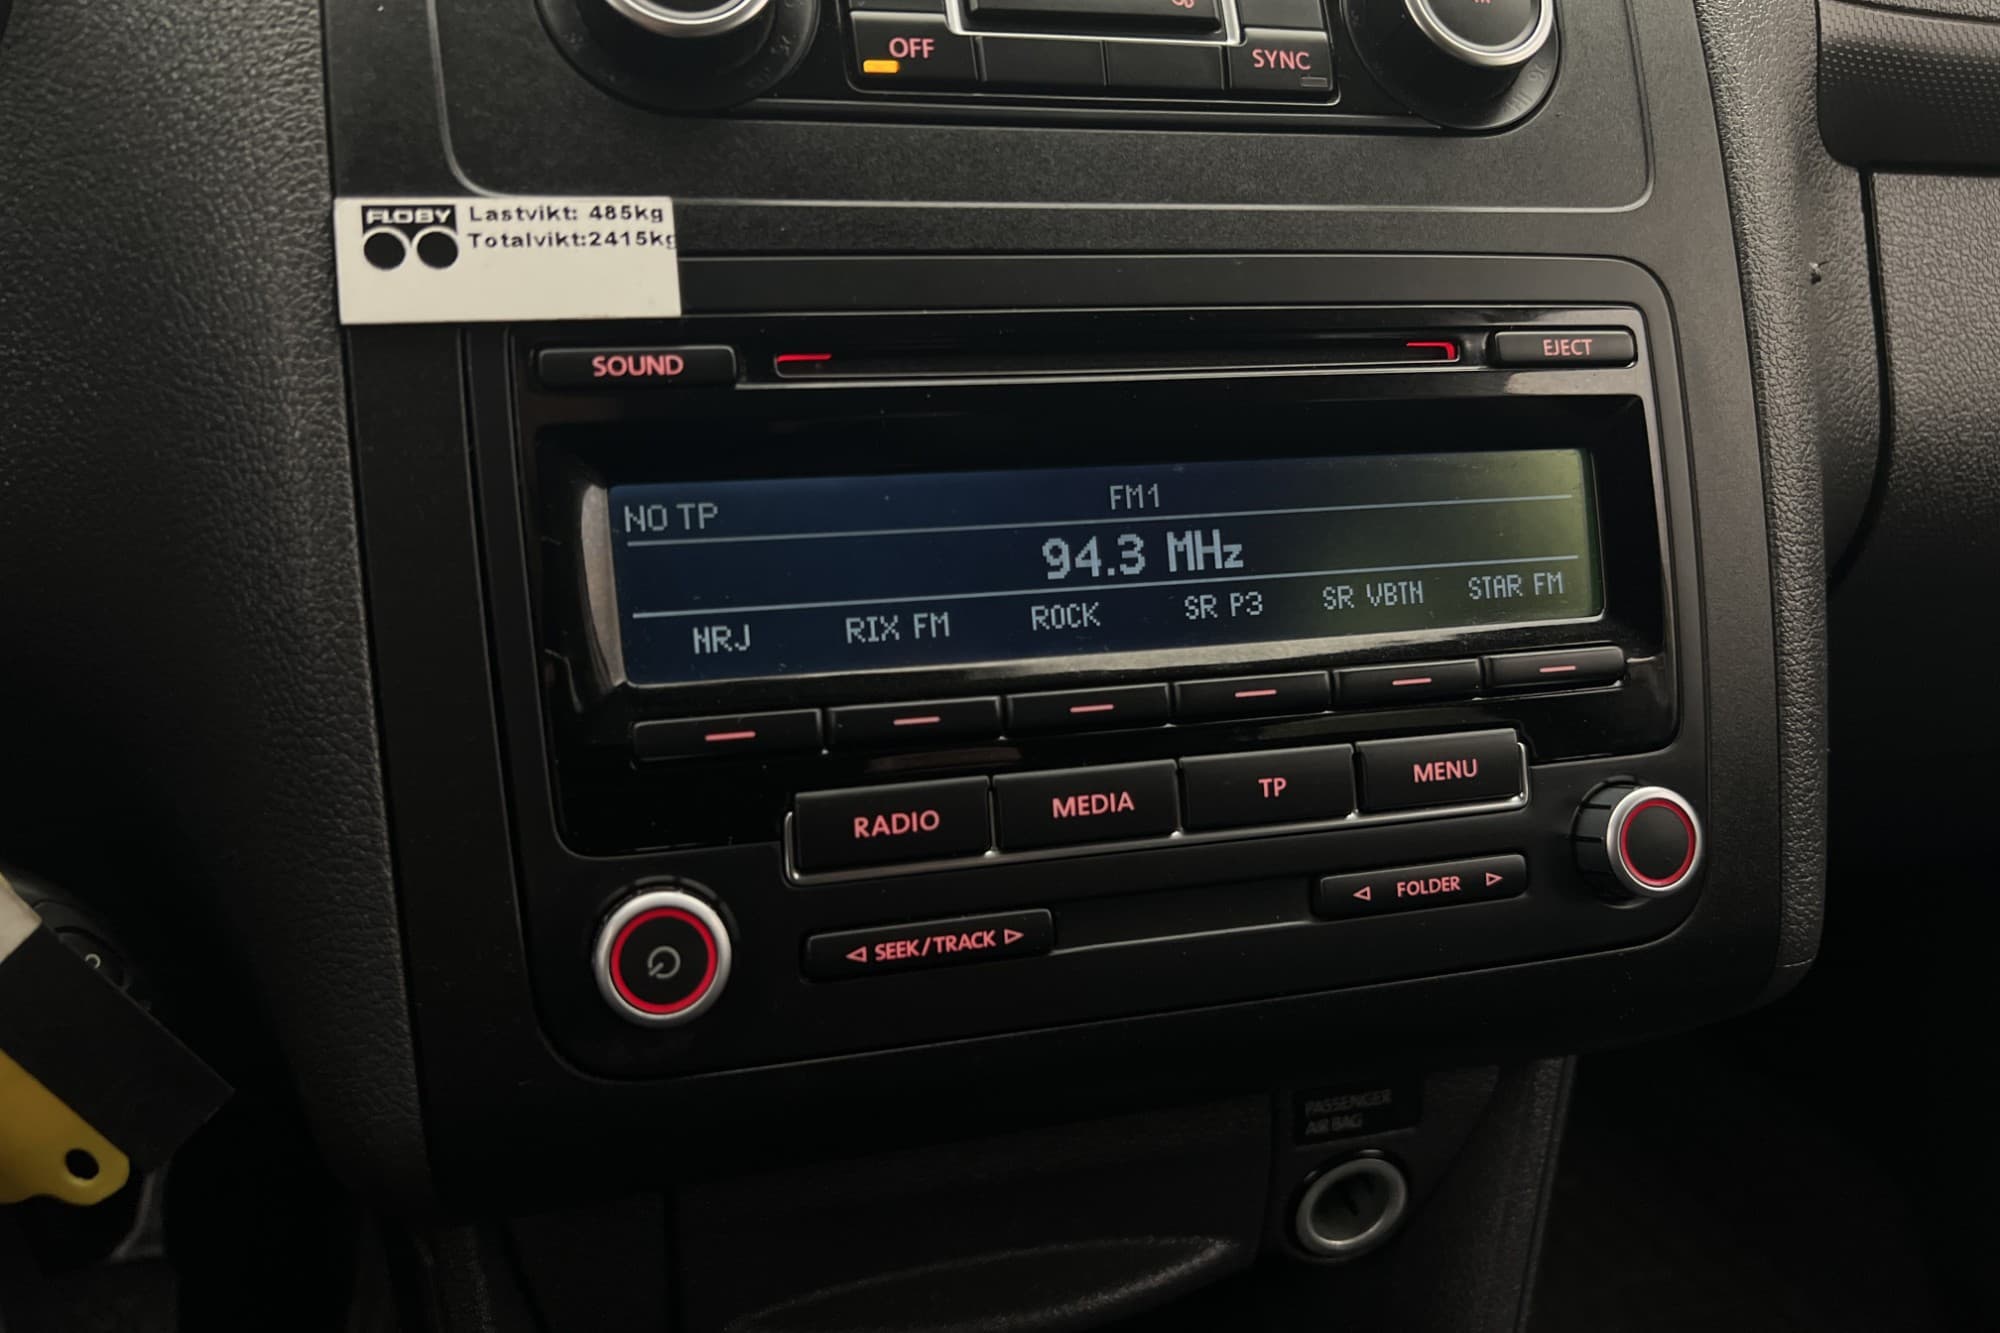 OFF
SYNC
FLOBY
Lastvikt: 485kg
Totalvikt:2415kg
SOUND
EJECT
NO TP
FM1
94.3 MHz
NRJ RIX FM ROCK SR P3 SR VBTN STAR FM
RADIO MEDIA TP MENU
SEEK/TRACK
FOLDER
PASSENGER
AIR BAG